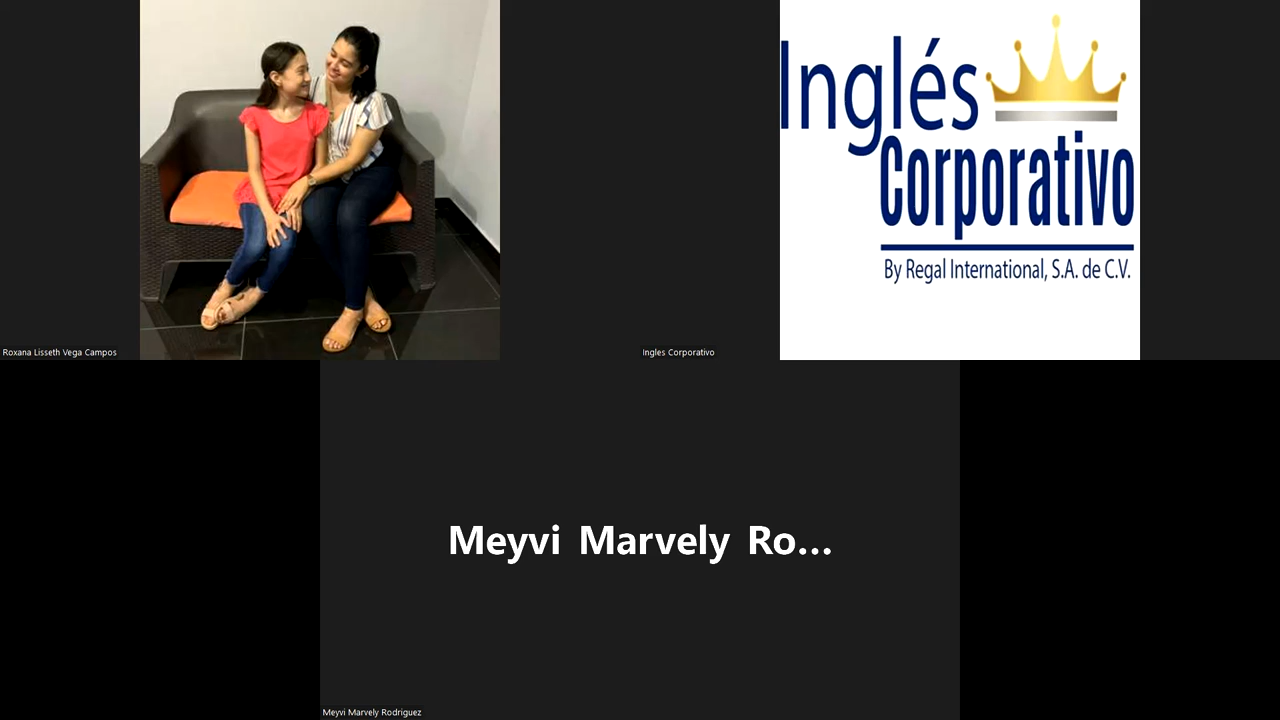 Inglés
Corporativo
By Regal International, S.A. de C.V.
Roxana Lisseth Vega Campos
Ingles Corporativo
Meyvi Marvely Ro...
Meyvi Marvely Rodriguez